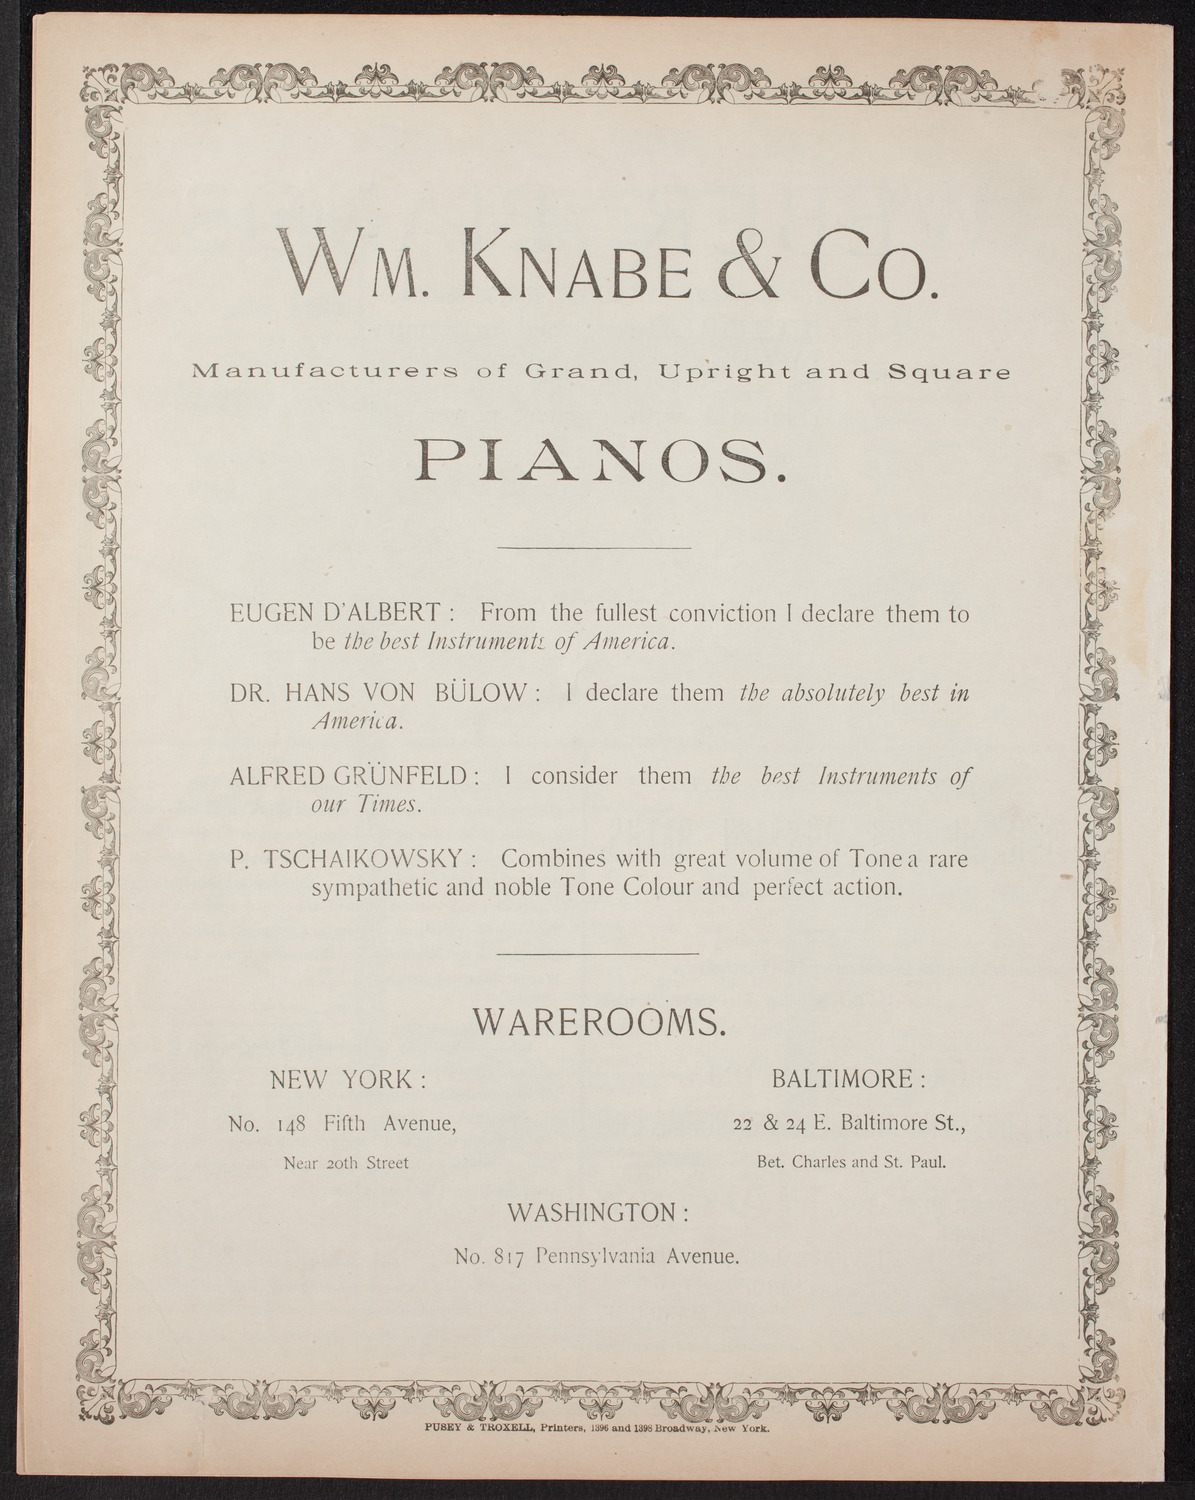 WM. KNABE & CO.
Manufacturers of Grand, Upright and Square
PIANOS.
EUGEN D'ALBERT : From the fullest conviction I declare them to
be the best Instruments of America.
DR. HANS VON BÜLOW : I declare them the absolutely best in
America.
ALFRED GRÜNFELD : I consider them the best Instruments of
our Times.
P. TSCHAIKOWSKY : Combines with great volume of Tone a rare
sympathetic and noble Tone Colour and perfect action.
WAREROOMS.
NEW YORK :
No. 148 Fifth Avenue,
Near 20th Street
BALTIMORE :
22 & 24 E. Baltimore St.,
Bet. Charles and St. Paul.
WASHINGTON :
No. 817 Pennsylvania Avenue.
PUSEY & TROXELL, Printers, 1396 and 1398 Broadway, New York.